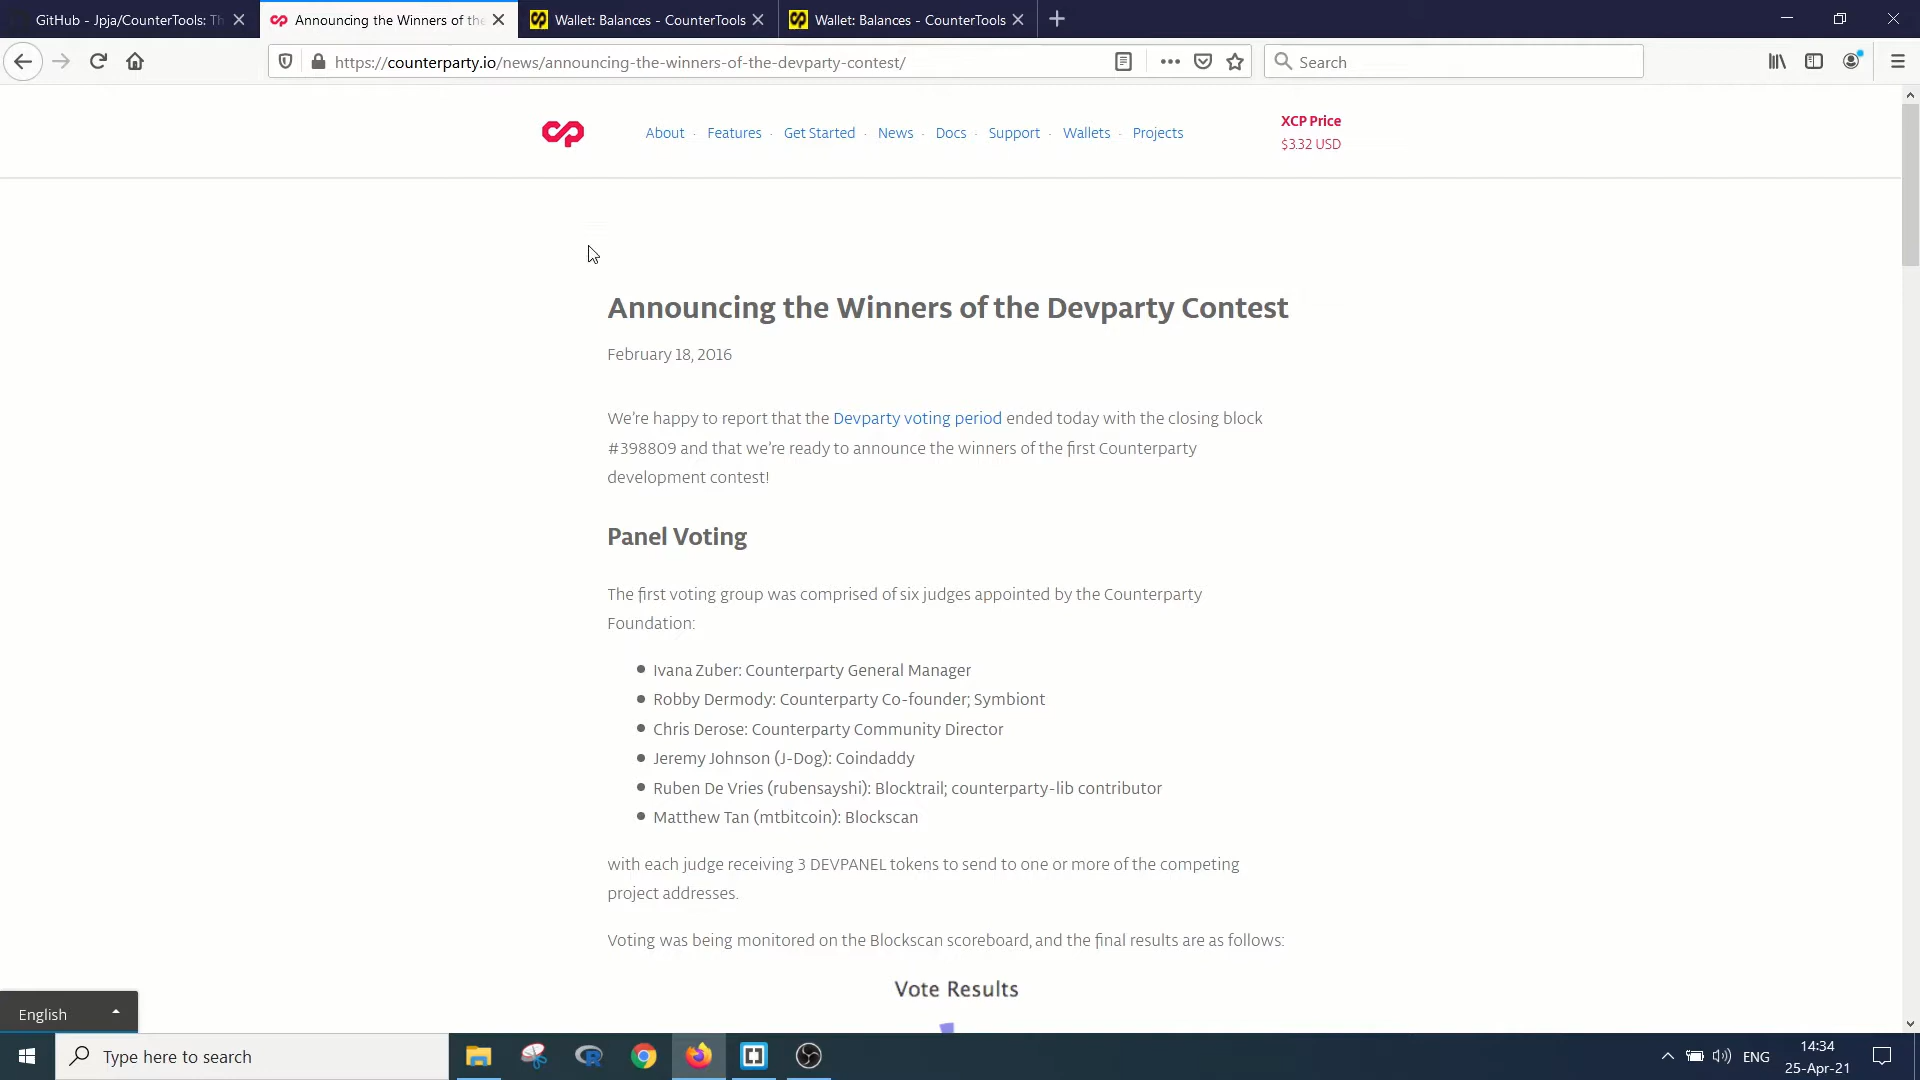 GitHub - Jpja/CounterTools: Th
Announcing the Winners of the
Wallet: Balances - CounterTools
Wallet: Balances - CounterTools
https://counterparty.io/news/announcing-the-winners-of-the-devparty-contest/
Search
About · Features · Get Started · News · Docs · Support · Wallets · Projects
XCP Price
$3.32 USD
Announcing the Winners of the Devparty Contest
February 18, 2016
We're happy to report that the Devparty voting period ended today with the closing block
#398809 and that we're ready to announce the winners of the first Counterparty
development contest!
Panel Voting
The first voting group was comprised of six judges appointed by the Counterparty
Foundation:
Ivana Zuber: Counterparty General Manager
Robby Dermody: Counterparty Co-founder; Symbiont
Chris Derose: Counterparty Community Director
Jeremy Johnson (J-Dog): Coindaddy
Ruben De Vries (rubensayshi): Blocktrail; counterparty-lib contributor
Matthew Tan (mtbitcoin): Blockscan
with each judge receiving 3 DEVPANEL tokens to send to one or more of the competing
project addresses.
Voting was being monitored on the Blockscan scoreboard, and the final results are as follows:
Vote Results
English
Type here to search
ENG
14:34
25-Apr-21